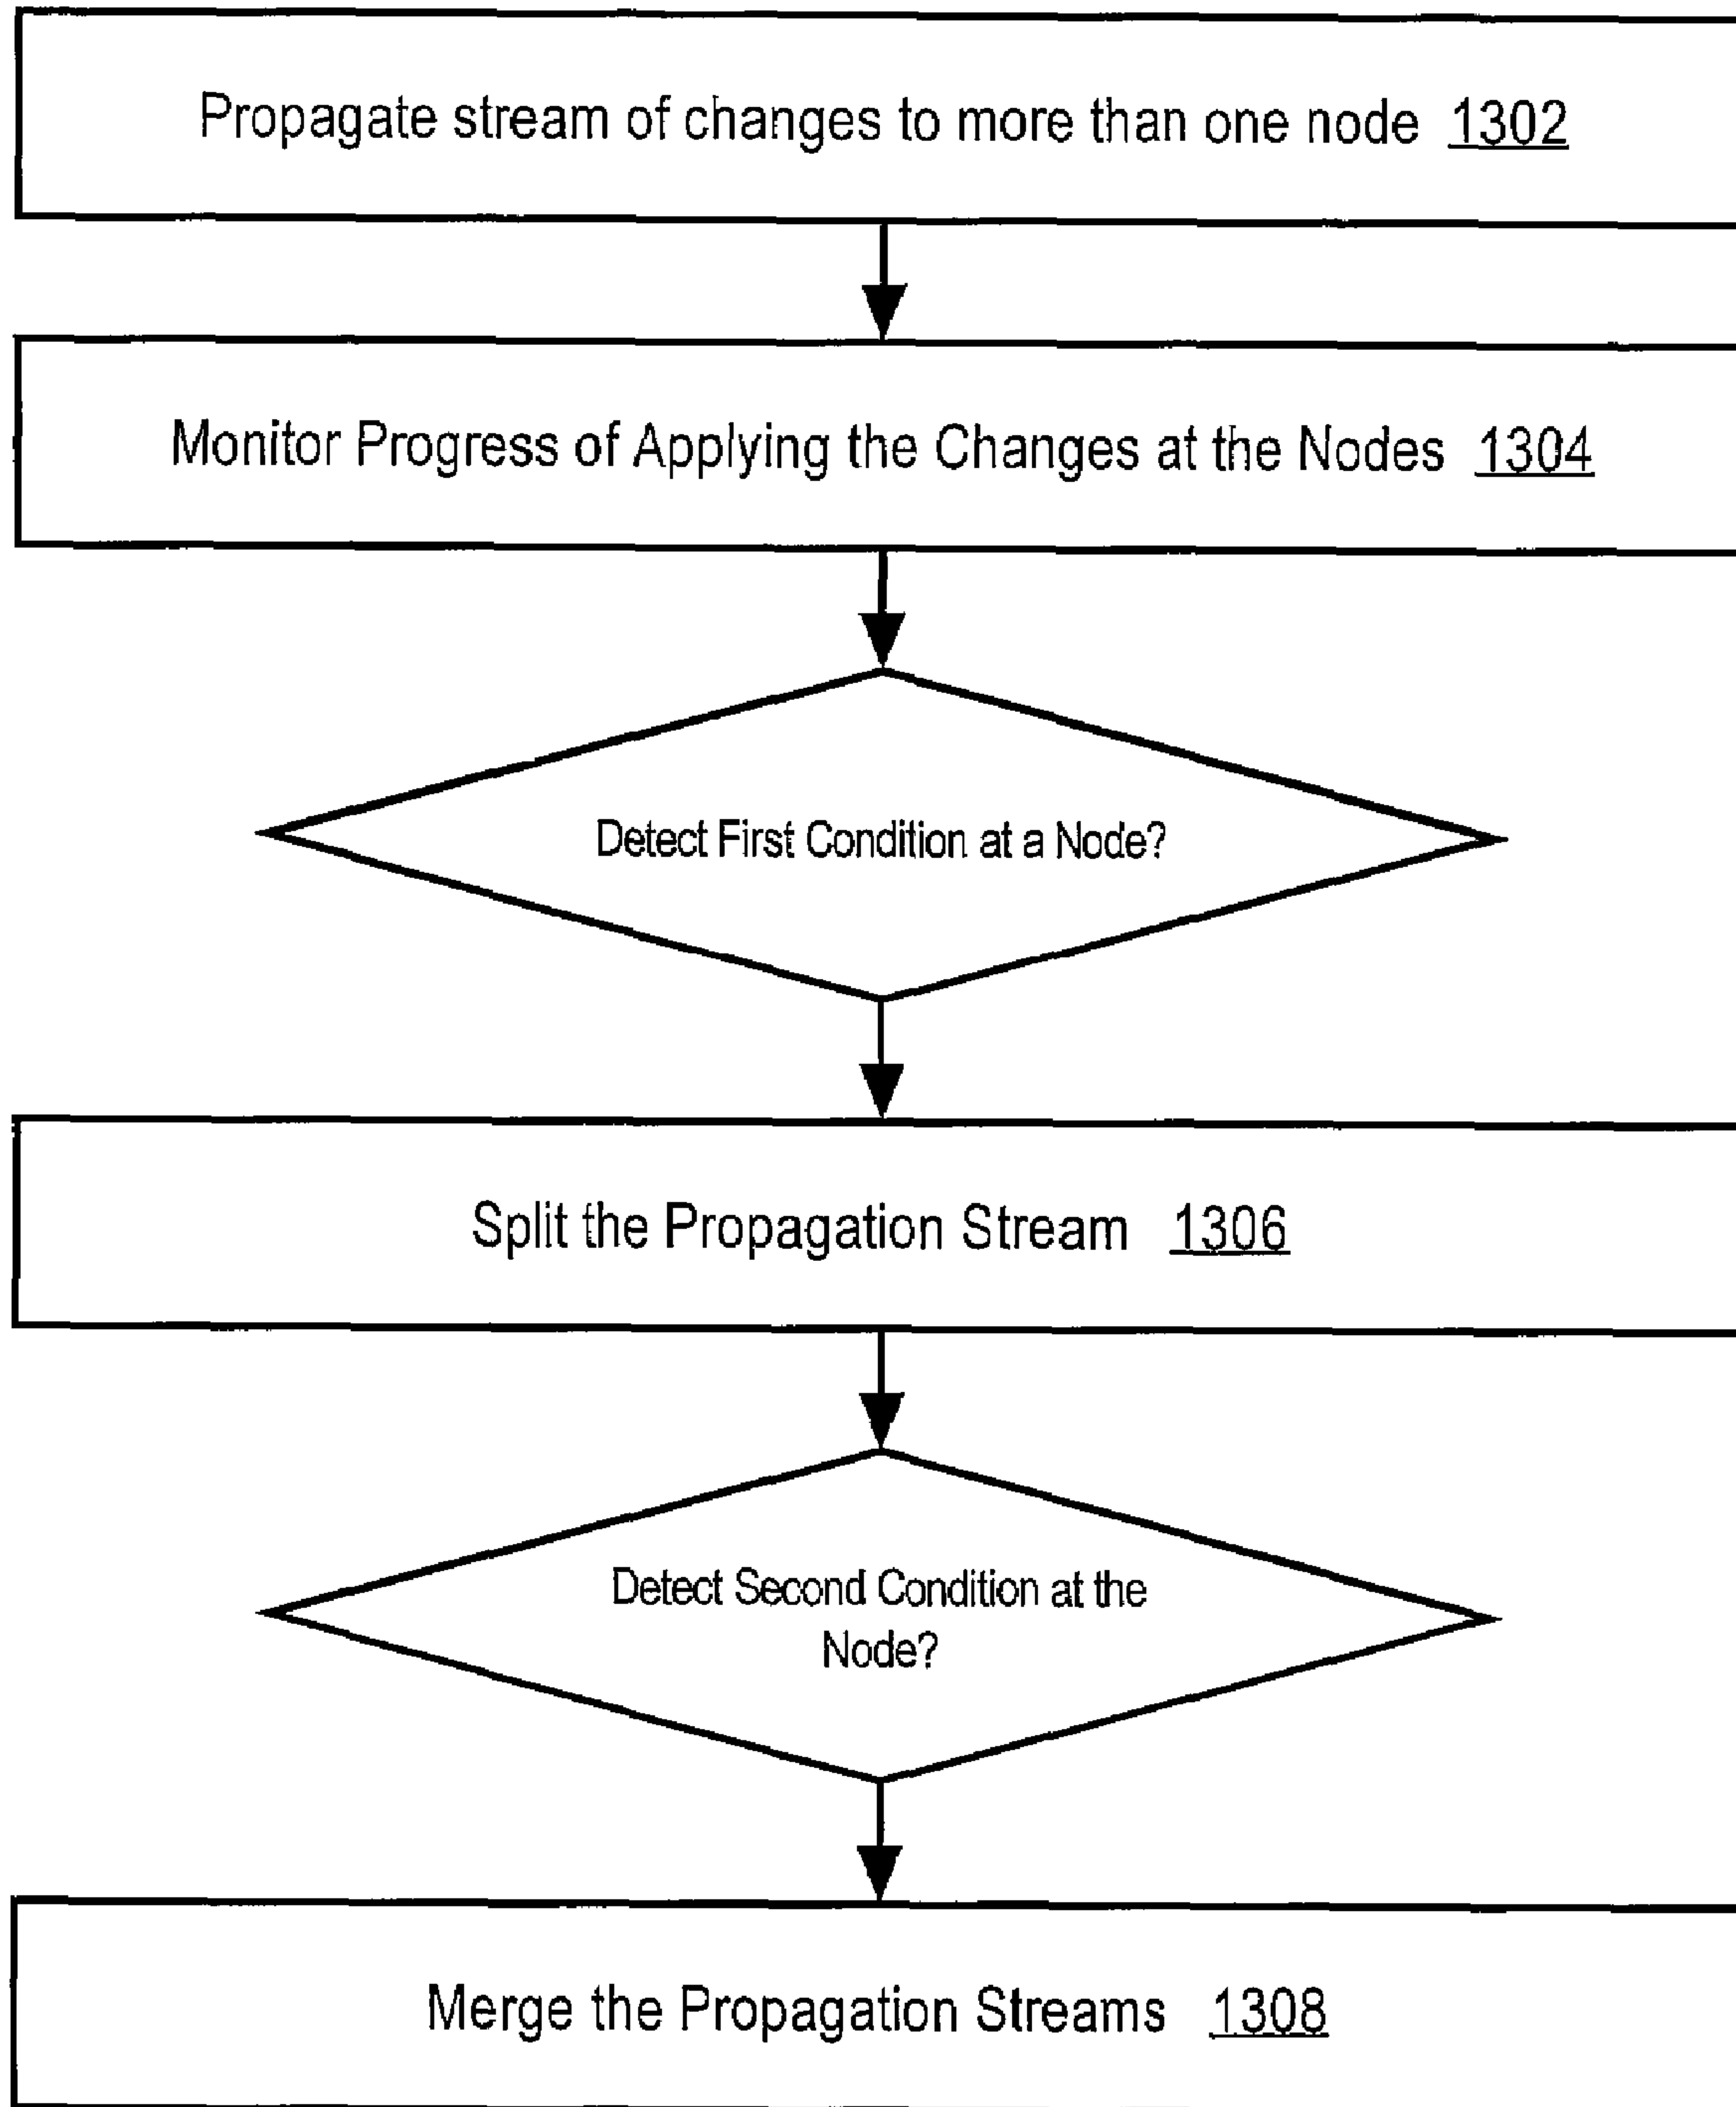 Propagate stream of changes to more than one node 1302
Monitor Progress of Applying the Changes at the Nodes 1304
Detect First Condition at a Node?
Split the Propagation Stream 1306
Detect Second Condition at the
Node?
Merge the Propagation Streams 1308